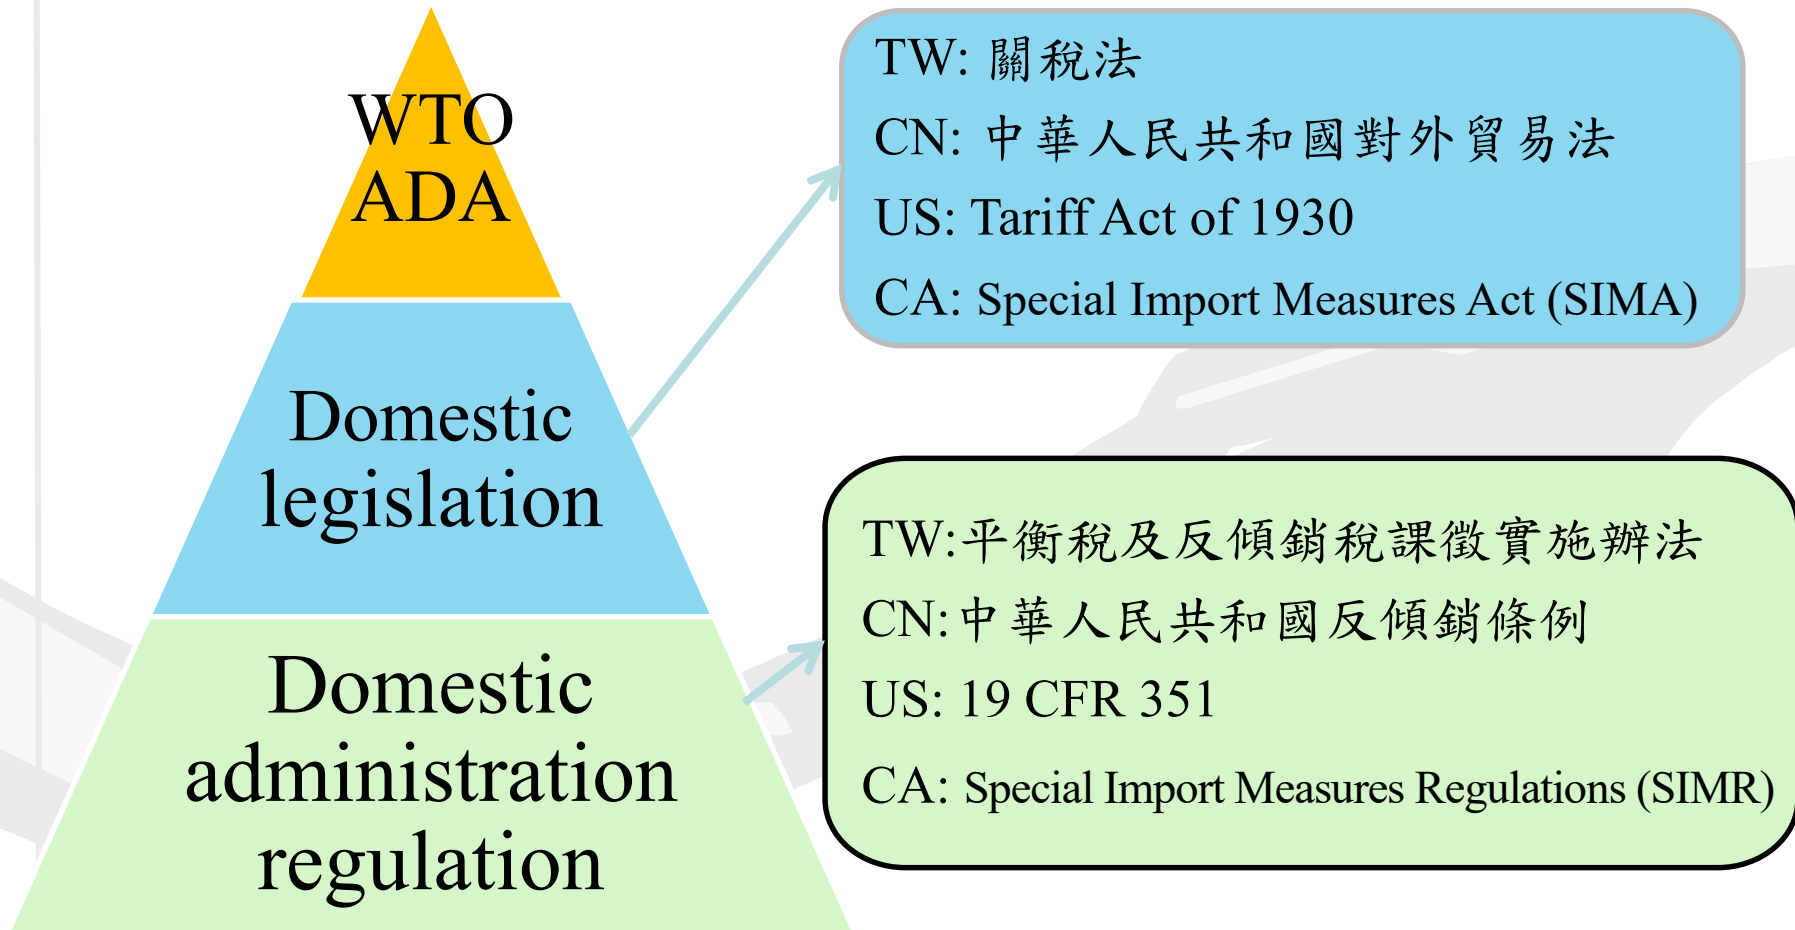 WTO
ADA
Domestic
legislation
Domestic
administration
regulation
TW: 關稅法
CN: 中華人民共和國對外貿易法
US: Tariff Act of 1930
CA: Special Import Measures Act (SIMA)
TW:平衡稅及反傾銷稅課徵實施辦法
CN:中華人民共和國反傾銷條例
US: 19 CFR 351
CA: Special Import Measures Regulations (SIMR)